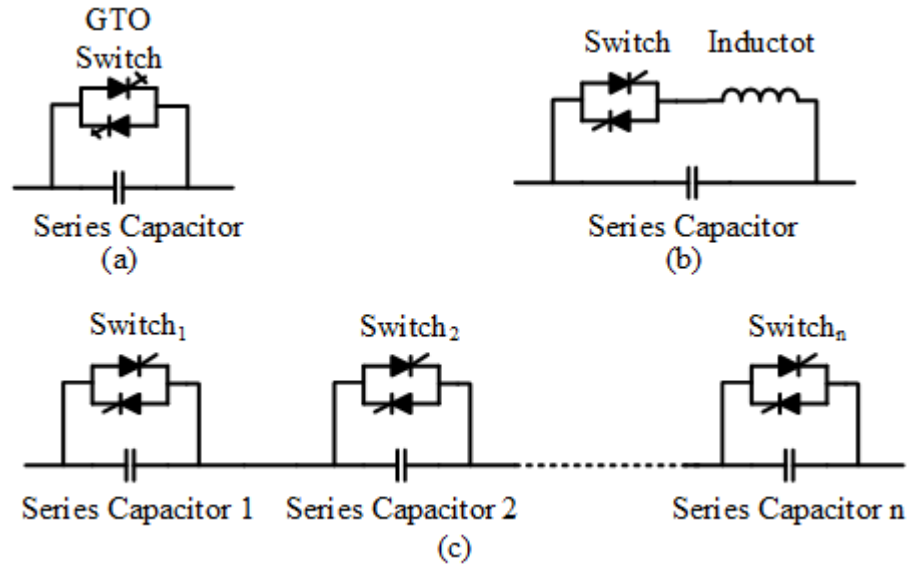 GTO
Switch
Series Capacitor
(a)
Switch Inductot
Series Capacitor
(b)
Switch₁ Switch₂ Switchₙ
Series Capacitor 1 Series Capacitor 2 Series Capacitor n
(c)